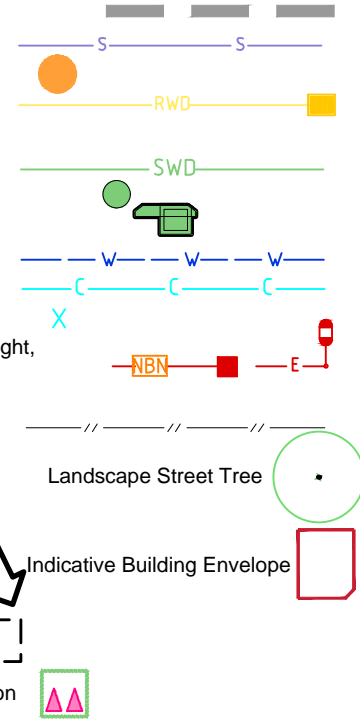 S S
RWD
SWD
W W W
C C C
X
ght,
NBN E
// // //
Landscape Street Tree
Indicative Building Envelope
on